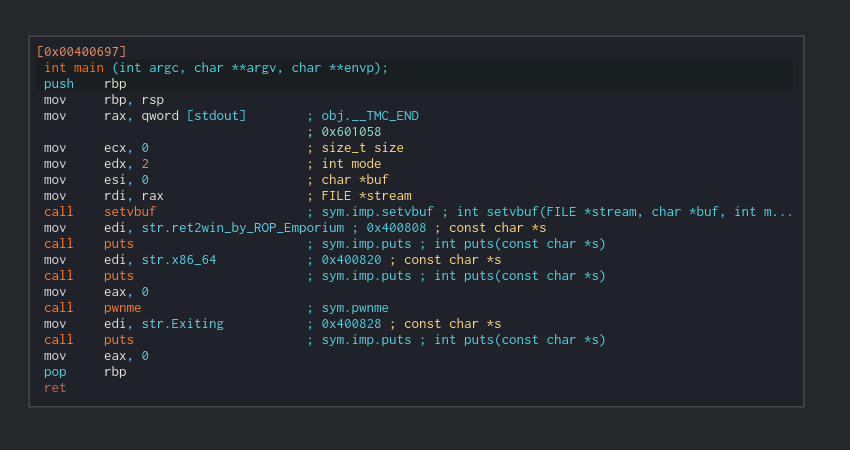 [0x00400697]
int main (int argc, char **argv, char **envp);
push rbp
mov rbp, rsp
mov rax, qword [stdout] ; obj.__TMC_END
; 0x601058
mov ecx, 0 ; size_t size
mov edx, 2 ; int mode
mov esi, 0 ; char *buf
mov rdi, rax ; FILE *stream
call setvbuf ; sym.imp.setvbuf ; int setvbuf(FILE *stream, char *buf, int m...
mov edi, str.ret2win_by_ROP_Emporium ; 0x400808 ; const char *s
call puts ; sym.imp.puts ; int puts(const char *s)
mov edi, str.x86_64 ; 0x400820 ; const char *s
call puts ; sym.imp.puts ; int puts(const char *s)
mov eax, 0
call pwnme ; sym.pwnme
mov edi, str.Exiting ; 0x400828 ; const char *s
call puts ; sym.imp.puts ; int puts(const char *s)
mov eax, 0
pop rbp
ret